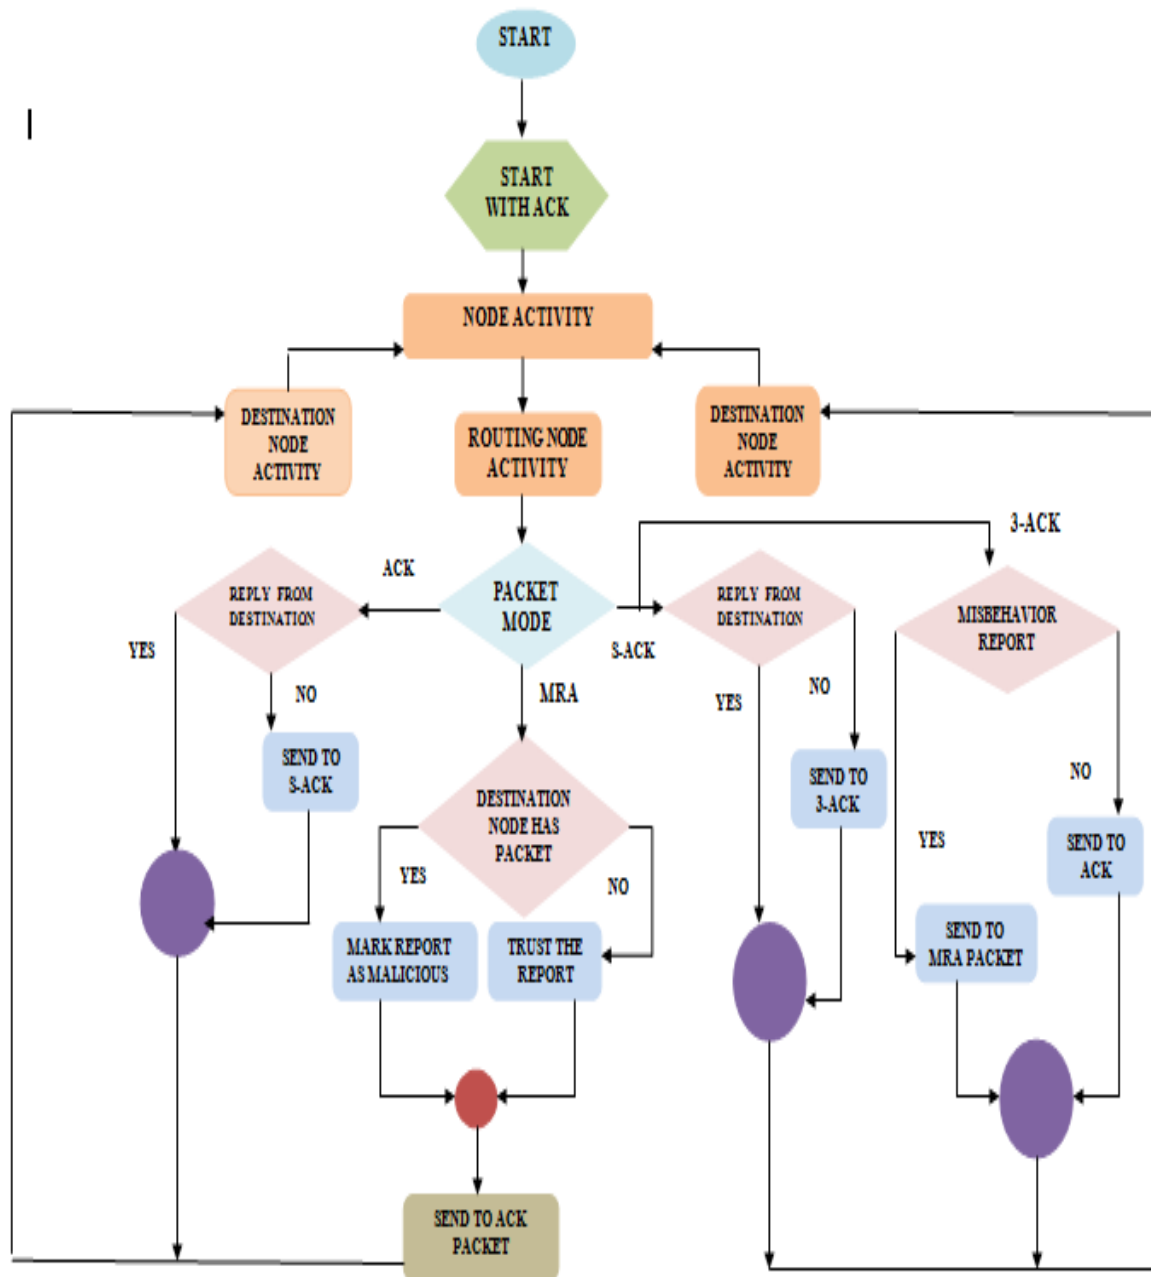 START
START
WITH ACK
NODE ACTIVITY
DESTINATION
NODE
ACTIVITY
ROUTING NODE
ACTIVITY
DESTINATION
NODE
ACTIVITY
3-ACK
ACK
REPLY FROM
DESTINATION
PACKET
MODE
S-ACK
REPLY FROM
DESTINATION
MISBEHAVIOR
REPORT
YES
NO
MRA
YES
NO
SEND TO
S-ACK
DESTINATION
NODE HAS
PACKET
SEND TO
3-ACK
NO
YES
NO
YES
SEND TO
ACK
MARK REPORT
AS MALICIOUS
TRUST THE
REPORT
SEND TO
MRA PACKET
SEND TO ACK
PACKET